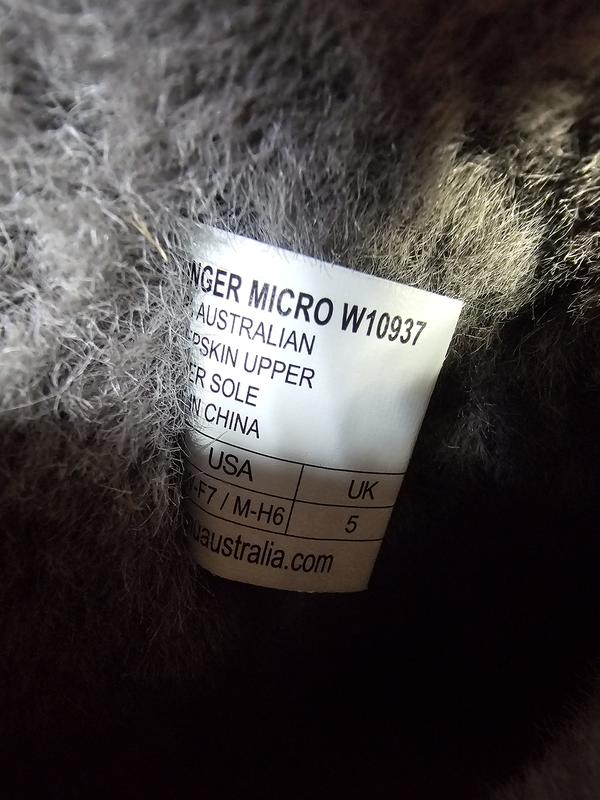 NGER MICRO W10937
AUSTRALIAN
PSKIN UPPER
ER SOLE
N CHINA
USA UK
-F7 / M-H6 5
uaustralia.com